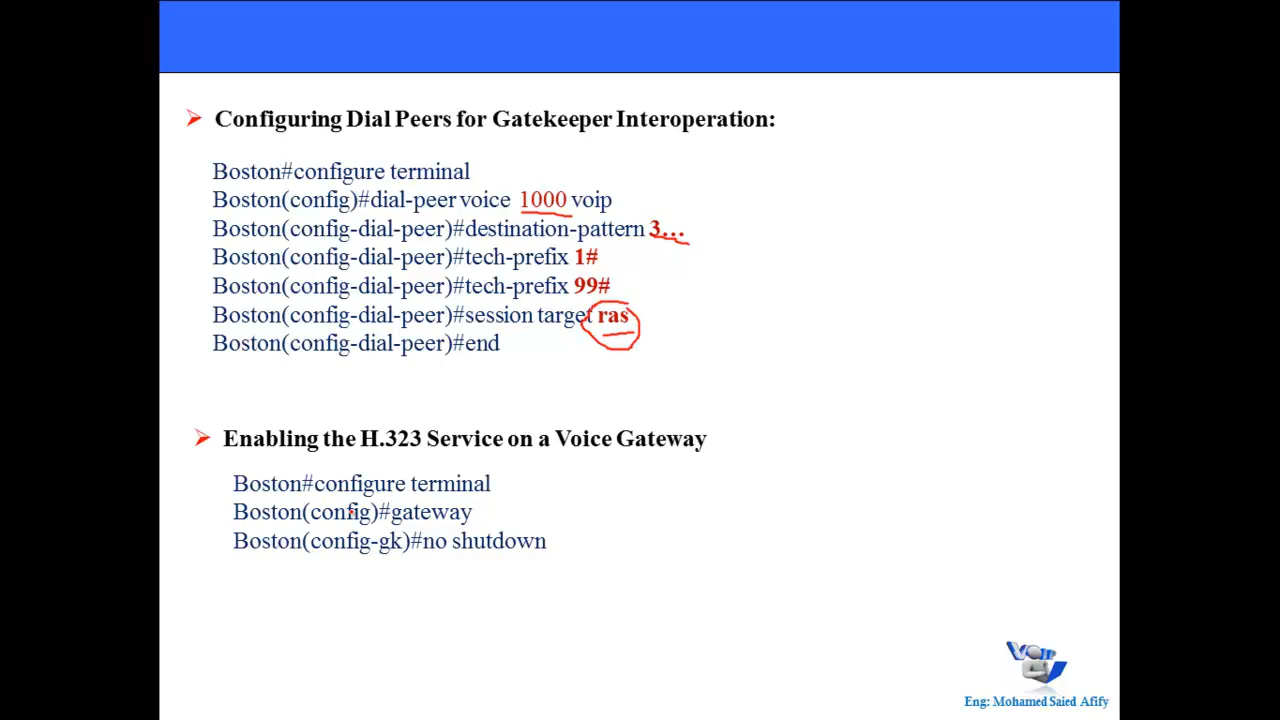 Configuring Dial Peers for Gatekeeper Interoperation:
Boston#configure terminal
Boston(config)#dial-peer voice 1000 voip
Boston(config-dial-peer)#destination-pattern 3...
Boston(config-dial-peer)#tech-prefix 1#
Boston(config-dial-peer)#tech-prefix 99#
Boston(config-dial-peer)#session target ras
Boston(config-dial-peer)#end
Enabling the H.323 Service on a Voice Gateway
Boston#configure terminal
Boston(config)#gateway
Boston(config-gk)#no shutdown
Eng: Mohamed Saied Afify